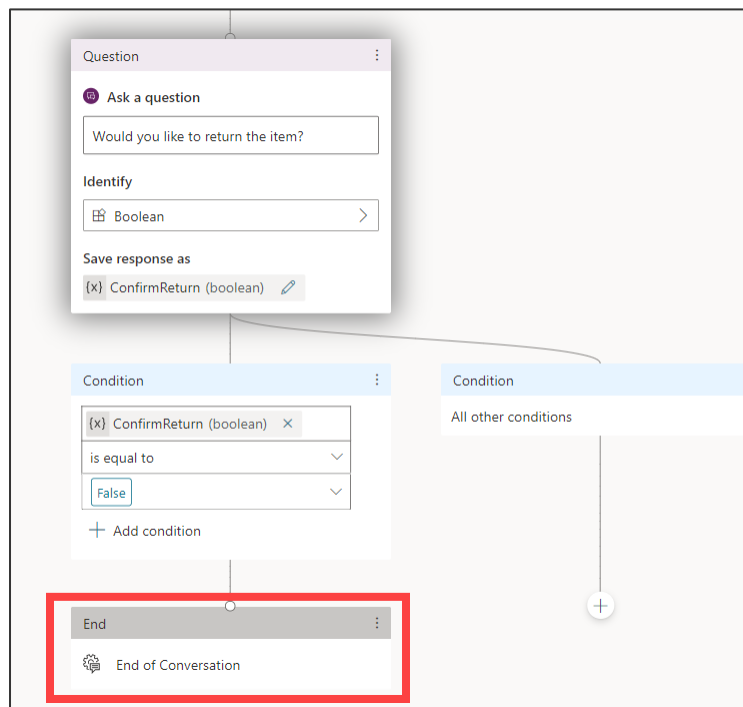 Question
Ask a question
Would you like to return the item?
Identify
Boolean
Save response as
{x} ConfirmReturn (boolean)
Condition
{x} ConfirmReturn (boolean)
is equal to
False
Add condition
Condition
All other conditions
End
End of Conversation